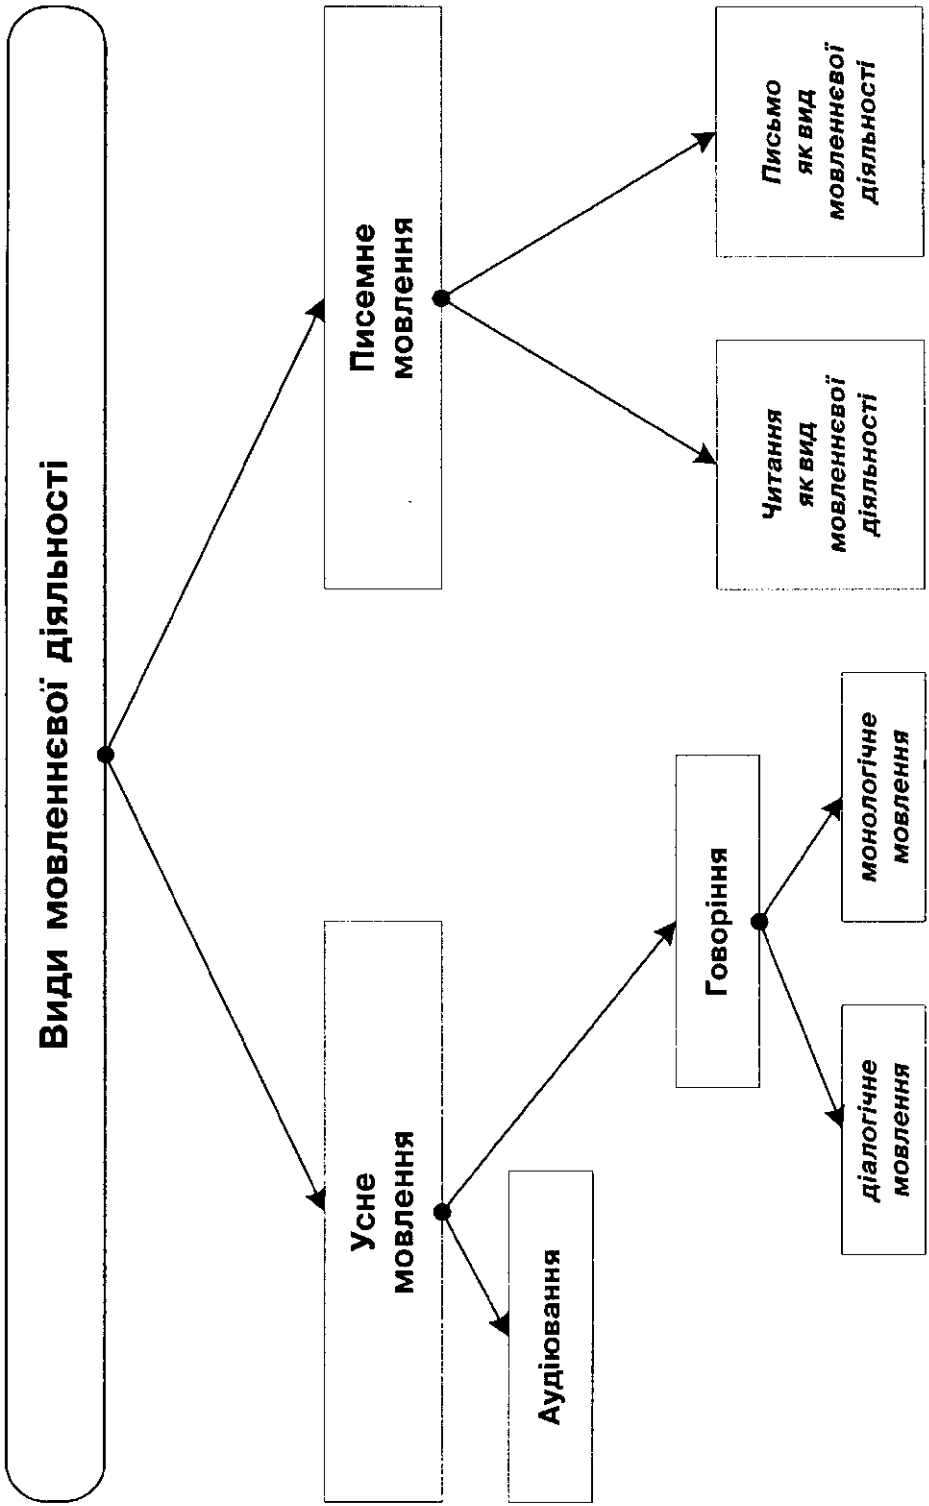 Види мовленнєвої діяльності
Усне
мовлення
Писемне
мовлення
Аудіювання
Говоріння
діалогічне
мовлення
монологічне
мовлення
Читання
як вид
мовленнєвої
діяльності
Письмо
як вид
мовленнєвої
діяльності